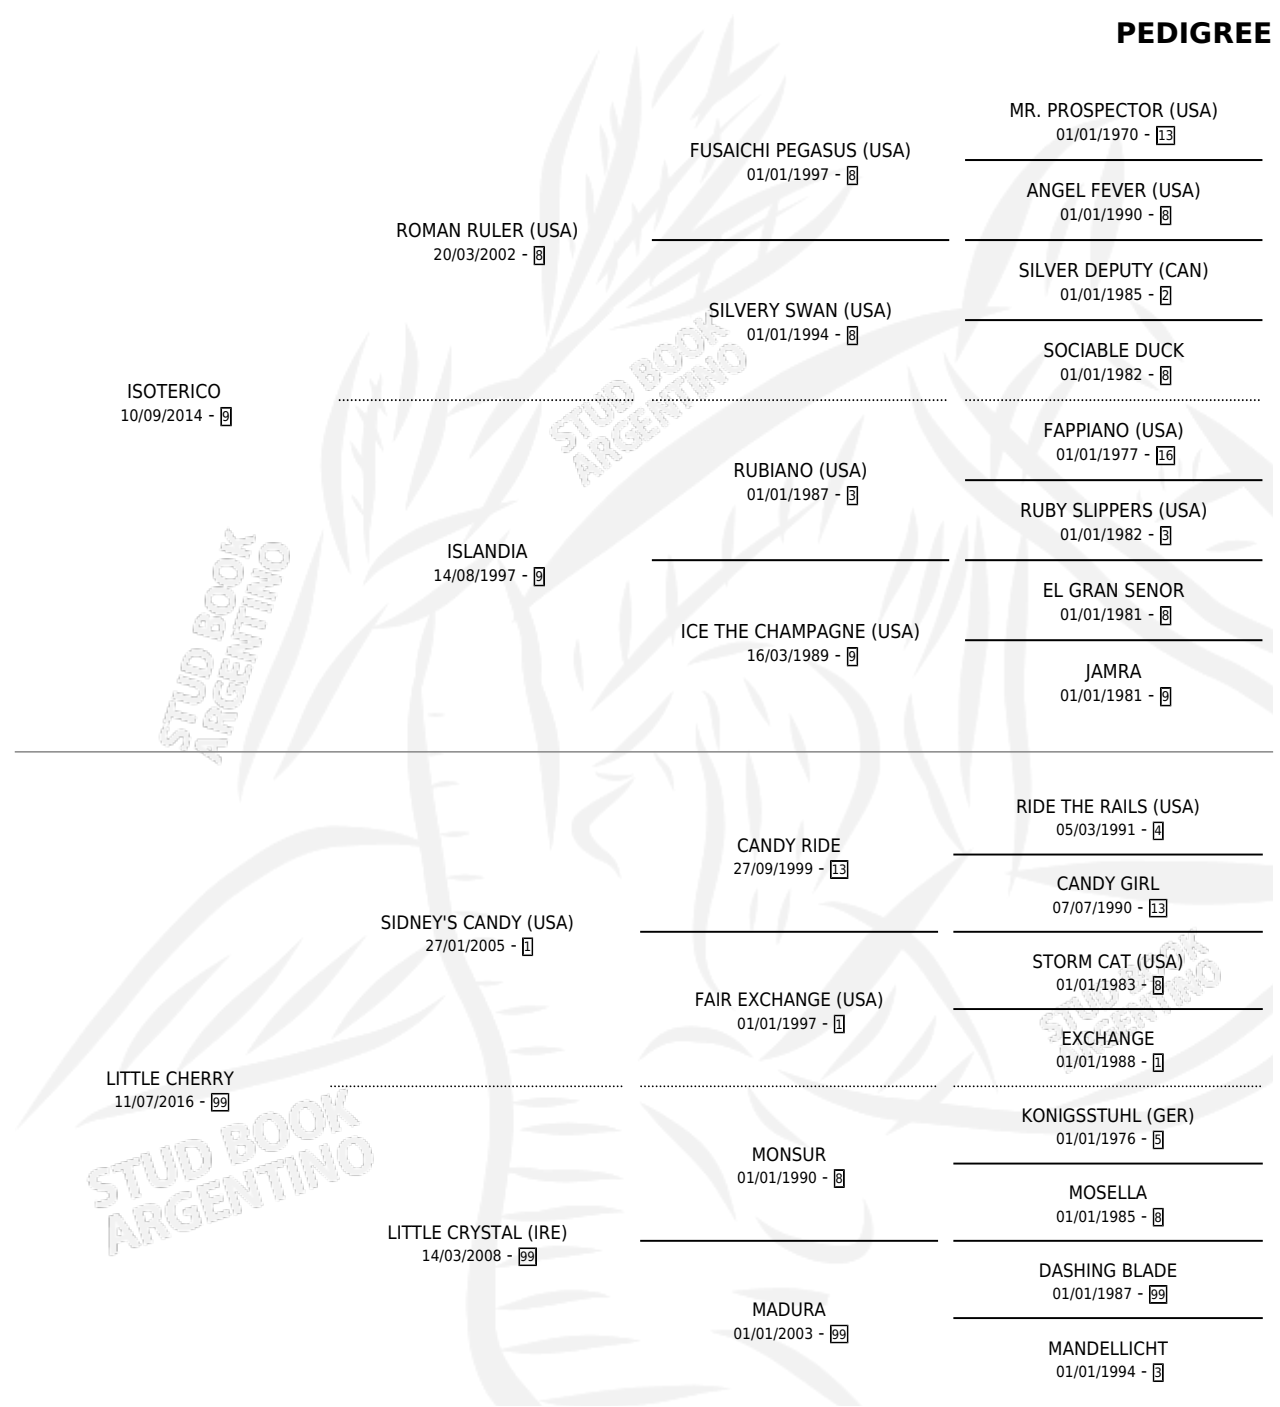 PEDIGREE
MR. PROSPECTOR (USA)
01/01/1970 - 13
FUSAICHI PEGASUS (USA)
01/01/1997 - 8
ANGEL FEVER (USA)
01/01/1990 - 8
ROMAN RULER (USA)
20/03/2002 - 8
SILVER DEPUTY (CAN)
01/01/1985 - 2
SILVERY SWAN (USA)
01/01/1994 - 8
SOCIABLE DUCK
01/01/1982 - 8
ISOTERICO
10/09/2014 - 9
FAPPIANO (USA)
01/01/1977 - 16
RUBIANO (USA)
01/01/1987 - 3
RUBY SLIPPERS (USA)
01/01/1982 - 3
ISLANDIA
14/08/1997 - 9
EL GRAN SENOR
01/01/1981 - 8
ICE THE CHAMPAGNE (USA)
16/03/1989 - 9
JAMRA
01/01/1981 - 9
RIDE THE RAILS (USA)
05/03/1991 - 4
CANDY RIDE
27/09/1999 - 13
CANDY GIRL
07/07/1990 - 13
SIDNEY'S CANDY (USA)
27/01/2005 - 1
STORM CAT (USA)
01/01/1983 - 8
FAIR EXCHANGE (USA)
01/01/1997 - 1
EXCHANGE
01/01/1988 - 1
LITTLE CHERRY
11/07/2016 - 99
KONIGSSTUHL (GER)
01/01/1976 - 5
MONSUR
01/01/1990 - 8
MOSELLA
01/01/1985 - 8
LITTLE CRYSTAL (IRE)
14/03/2008 - 99
DASHING BLADE
01/01/1987 - 99
MADURA
01/01/2003 - 99
MANDELLICHT
01/01/1994 - 3
STUD BOOK
ARGENTINO
STUD BOOK
ARGENTINO
STUD BOOK
ARGENTINO
STUD BOOK
ARGENTINO